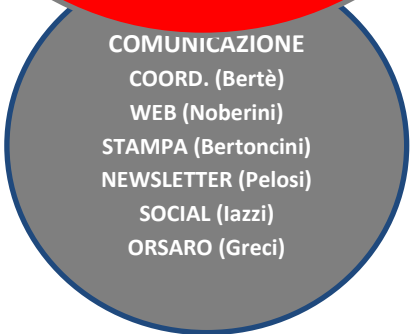 COMUNICAZIONE
COORD. (Bertè)
WEB (Noberini)
STAMPA (Bertoncini)
NEWSLETTER (Pelosi)
SOCIAL (Iazzi)
ORSARO (Greci)